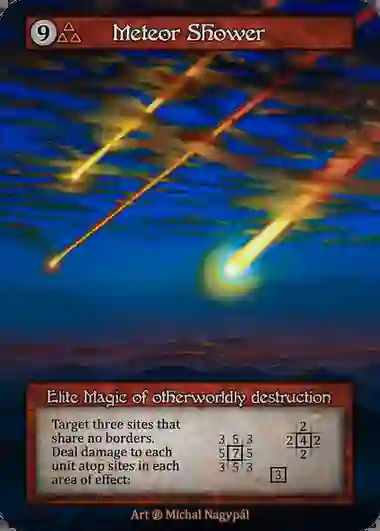 9 Meteor Shower
Elite Magic of otherworldly destruction
Target three sites that
share no borders.
Deal damage to each
unit atop sites in each
area of effect:
3 5 3
5 7 5
3 5 3
2
2 4 2
2
3
Art @ Michal Nagypál